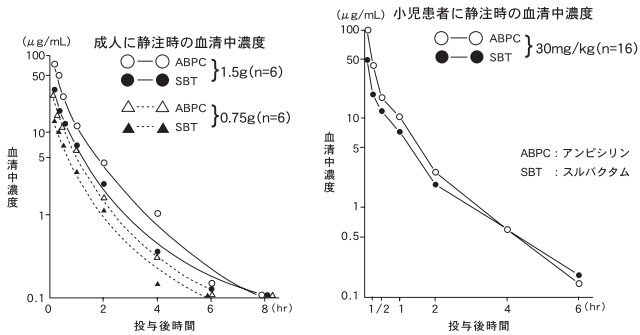 (μg/mL)
成人に静注時の血清中濃度
ABPC
SBT
1.5g(n=6)
ABPC
SBT
0.75g(n=6)
100
50
10
5
1
0.1
血清中濃度
0 2 4 6 8 (hr)
投与後時間
(μg/mL)
小児患者に静注時の血清中濃度
ABPC
SBT
30mg/kg(n=16)
ABPC:アンピシリン
SBT :スルバクタム
100
50
10
5
1
0.5
0.1
血清中濃度
1/2 1 2 4 6 (hr)
投与後時間